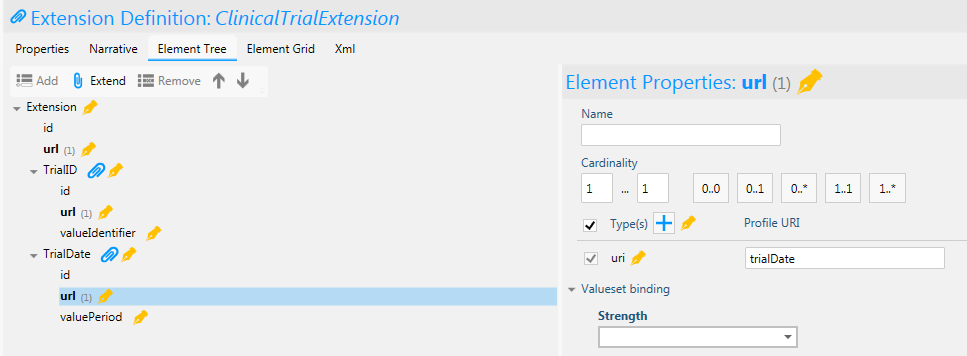 Extension Definition: ClinicalTrialExtension
Properties Narrative Element Tree Element Grid Xml
Add Extend Remove
Extension
id
url (1)
TrialID
id
url (1)
valueIdentifier
TrialDate
id
url (1)
valuePeriod
Element Properties: url (1)
Name
Cardinality
1 ... 1 0..0 0..1 0..* 1..1 1..*
Type(s) Profile URI
uri trialDate
Valueset binding
Strength